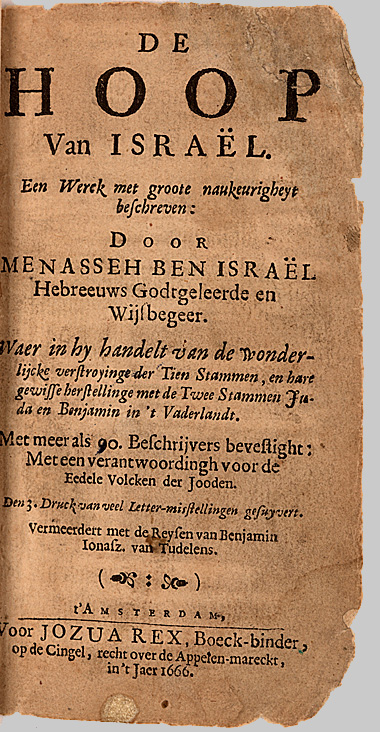 DE
HOOP
Van ISRAËL.
Een Werck met groote naukeurigheyt
beſchreven:
DOOR
MENASSEH BEN ISRAËL
Hebreeuws Godtgeleerde en
Wijſbegeer.
Waer in hy handelt van de wonder-
lijcke verſtroyinge der Tien Stammen, en hare
gewiſſe herſtellinge met de Twee Stammen Ju-
da en Benjamin in 't Vaderlandt.
Met meer als 90. Beſchrijvers beveſtight:
Met een verantwoordingh voor de
Eedele Volcken der Jooden.
Den 3. Druck van veel Letter-misſtellingen geſuyvert.
Vermeerdert met de Reyſen van Benjamin
Ionaſz. van Tudelens.
t'AMSTERDAM,
Voor JOZUA REX, Boeck-binder,
op de Cingel, recht over de Appelen-mareckt,
in 't Jaer 1666.